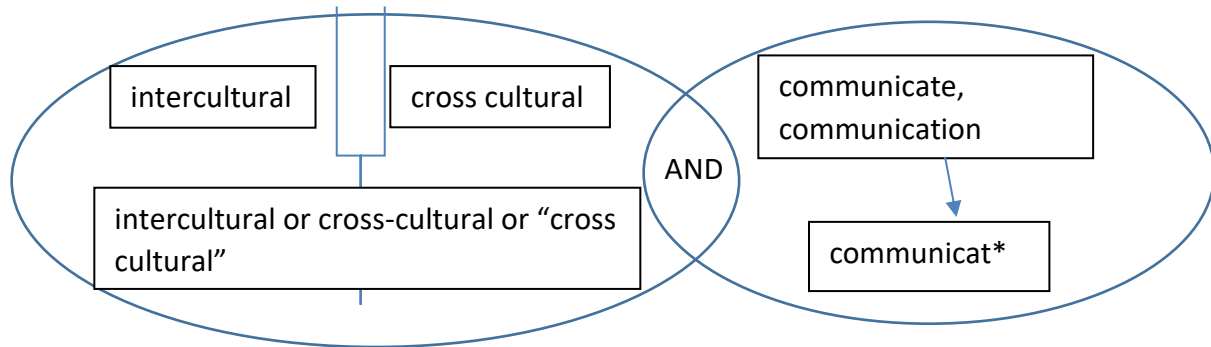 intercultural
cross cultural
communicate,
communication
AND
intercultural or cross-cultural or “cross
cultural”
communicat*